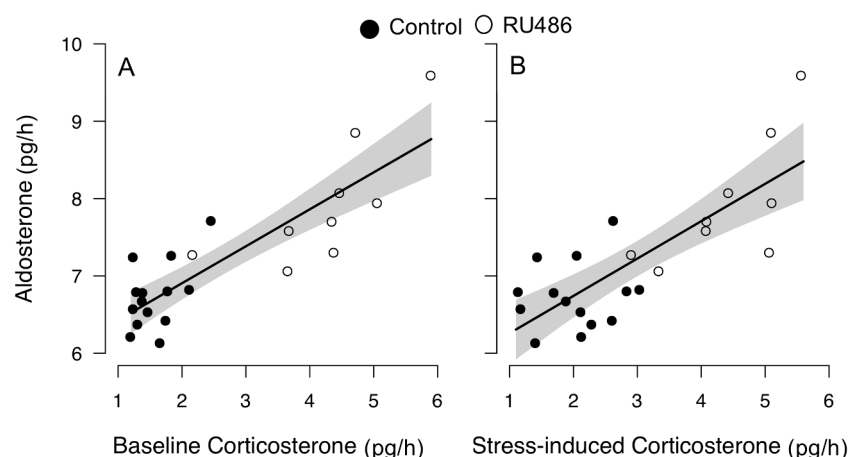 Control RU486
A
B
Aldosterone (pg/h)
10
9
8
7
6
1 2 3 4 5 6
1 2 3 4 5 6
Baseline Corticosterone (pg/h)
Stress-induced Corticosterone (pg/h)